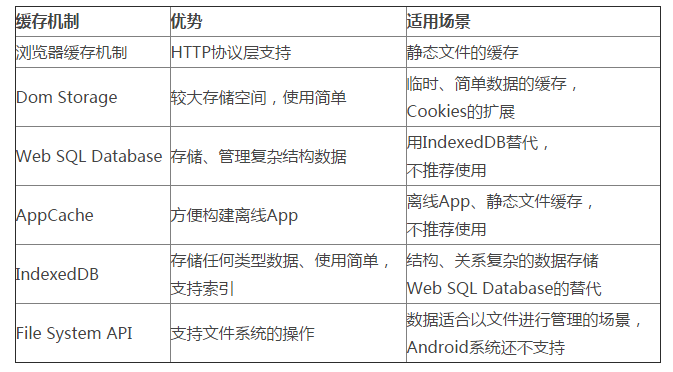 缓存机制 优势 适用场景
浏览器缓存机制 HTTP协议层支持 静态文件的缓存
Dom Storage 较大存储空间，使用简单 临时、简单数据的缓存，
Cookies的扩展
Web SQL Database 存储、管理复杂结构数据 用IndexedDB替代，
不推荐使用
AppCache 方便构建离线App 离线App、静态文件缓存，
不推荐使用
IndexedDB 存储任何类型数据、使用简单，
支持索引 结构、关系复杂的数据存储
Web SQL Database的替代
File System API 支持文件系统的操作 数据适合以文件进行管理的场景，
Android系统还不支持